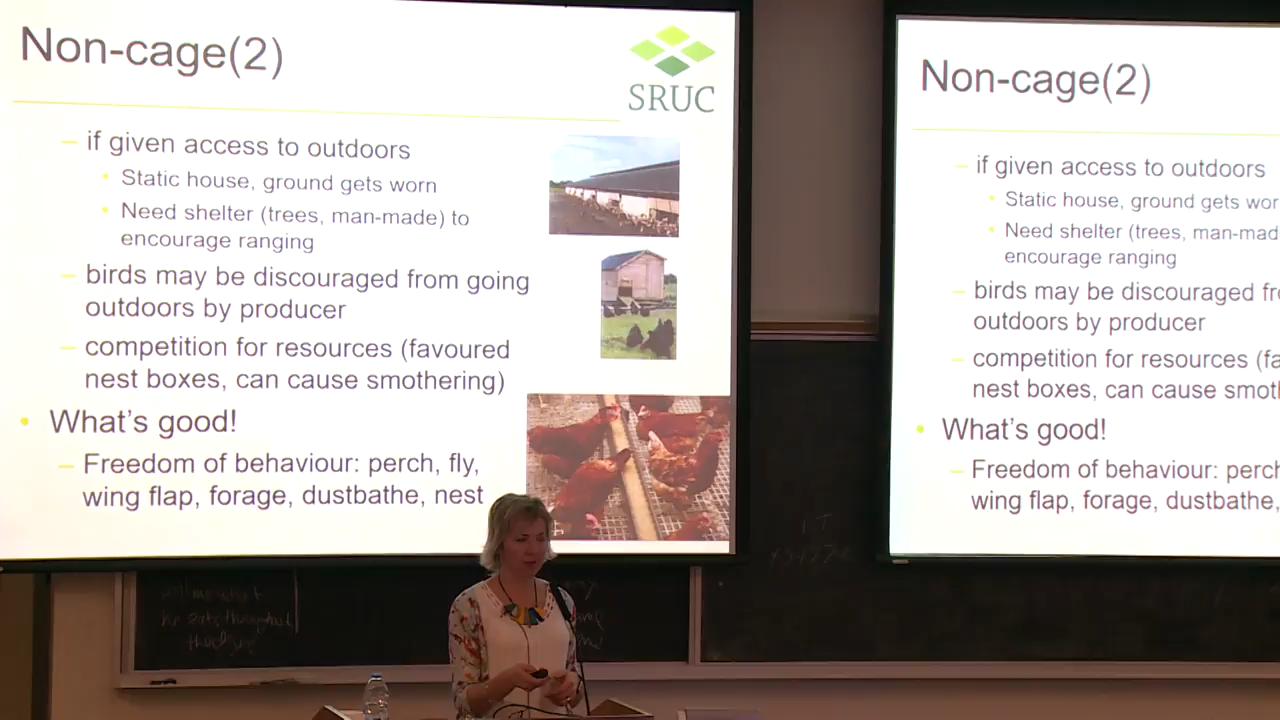 Non-cage(2)
SRUC
– if given access to outdoors
• Static house, ground gets worn
• Need shelter (trees, man-made) to
encourage ranging
– birds may be discouraged from going
outdoors by producer
– competition for resources (favoured
nest boxes, can cause smothering)
• What's good!
– Freedom of behaviour: perch, fly,
wing flap, forage, dustbathe, nest
Non-cage(2)
– if given access to outdoors
• Static house, ground gets wor
• Need shelter (trees, man-mad
encourage ranging
– birds may be discouraged fr
outdoors by producer
– competition for resources (fa
nest boxes, can cause smot
• What's good!
– Freedom of behaviour: perch
wing flap, forage, dustbathe,